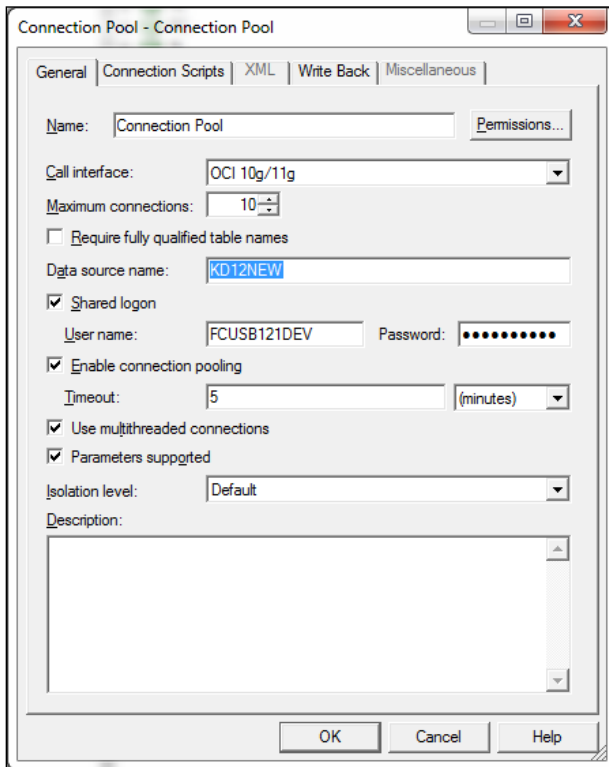 Connection Pool - Connection Pool
General Connection Scripts XML Write Back Miscellaneous
Name: Connection Pool Permissions...
Call interface: OCI 10g/11g
Maximum connections: 10
Require fully qualified table names
Data source name: KD12NEW
Shared logon
User name: FCUSB121DEV Password: ●●●●●●●●●●
Enable connection pooling
Timeout: 5 (minutes)
Use multithreaded connections
Parameters supported
Isolation level: Default
Description:
OK Cancel Help